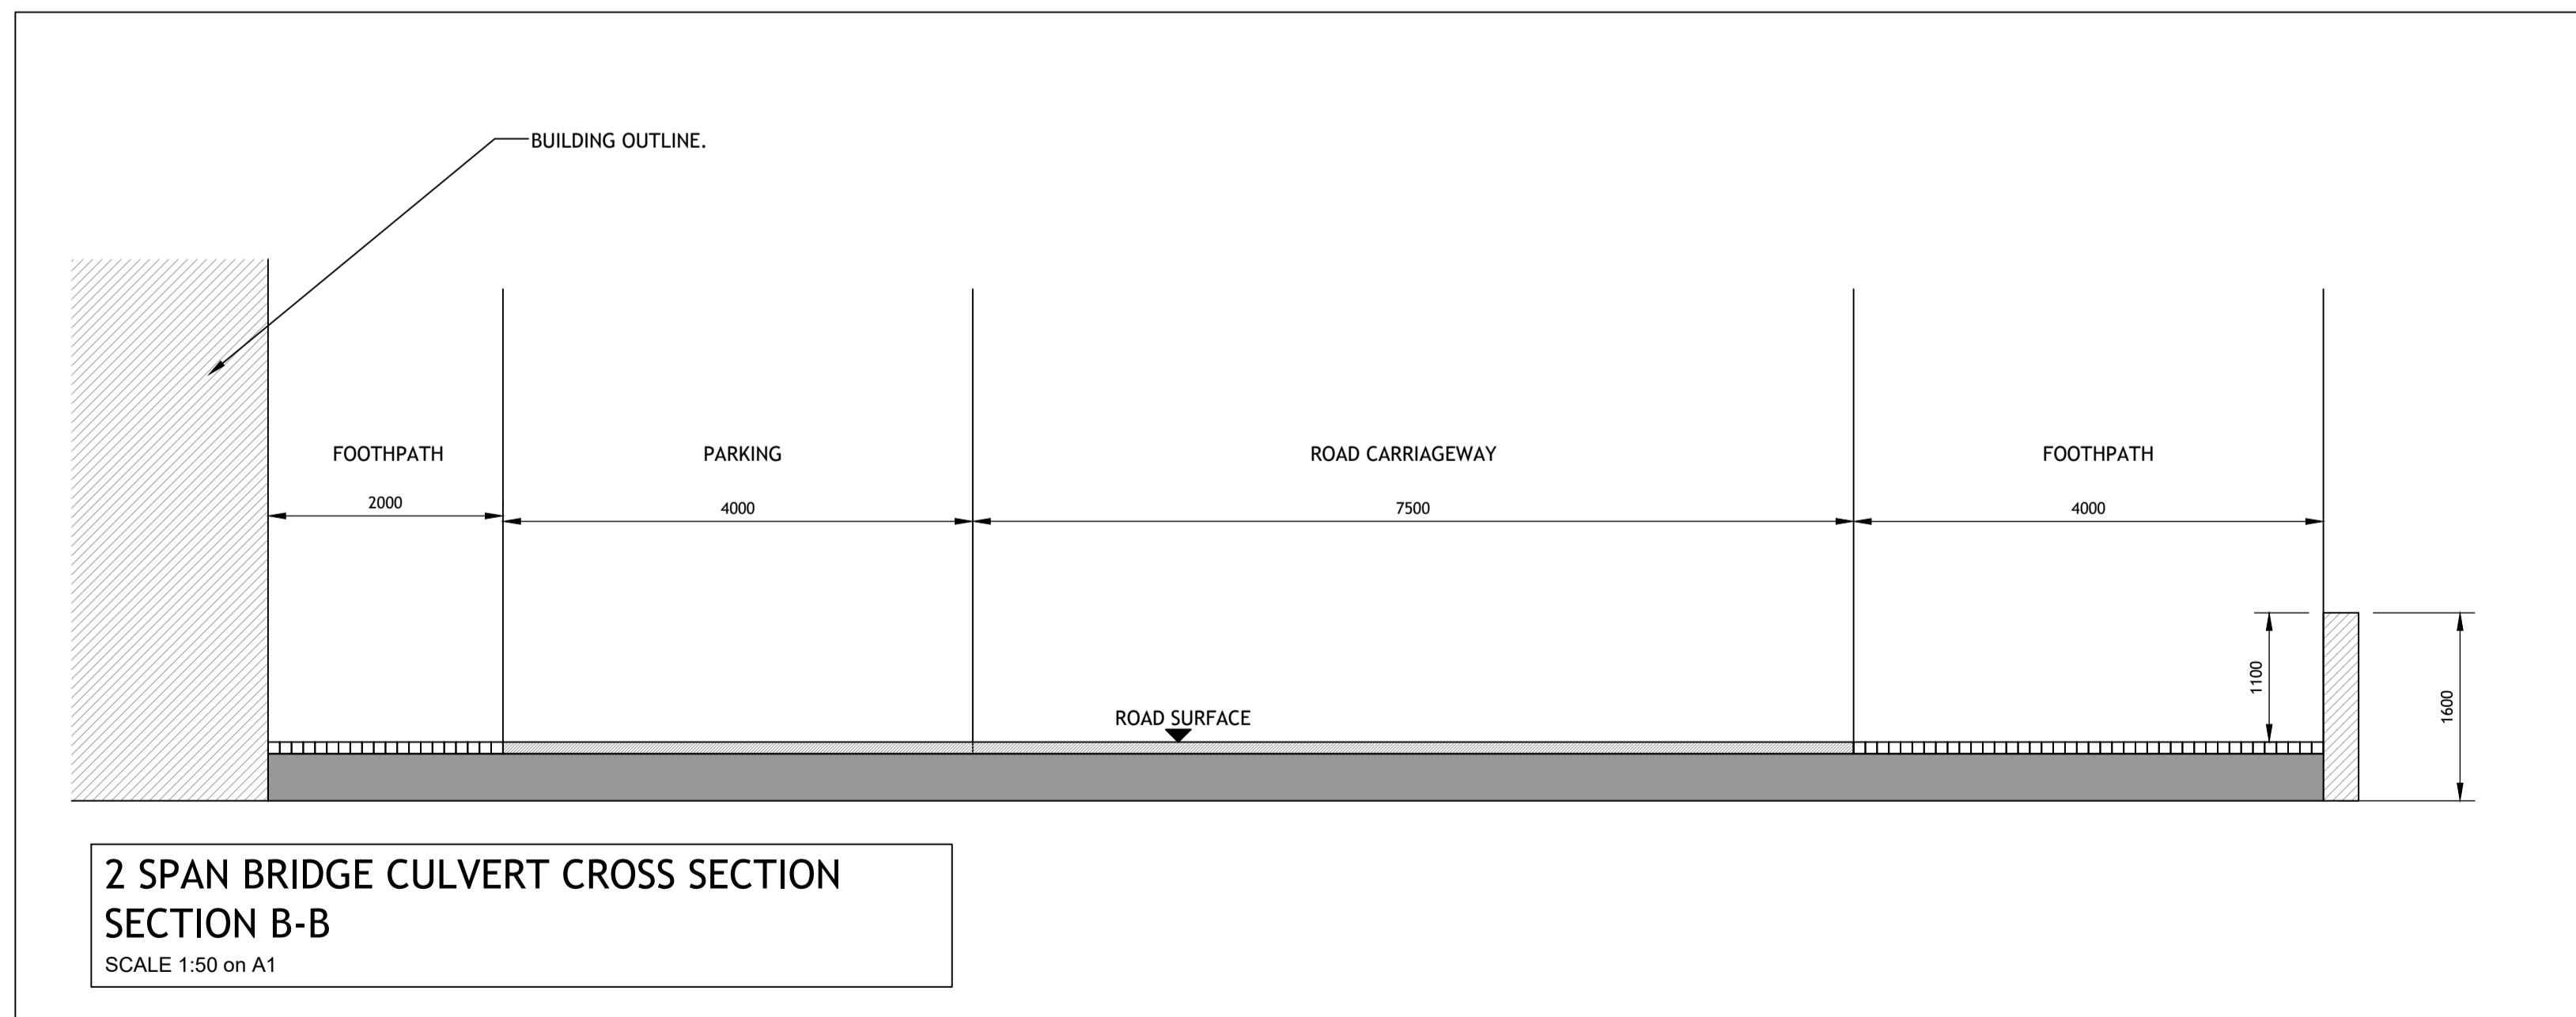 BUILDING OUTLINE.
FOOTHPATH
PARKING
ROAD CARRIAGEWAY
FOOTHPATH
2000
4000
7500
4000
1100
1600
ROAD SURFACE
2 SPAN BRIDGE CULVERT CROSS SECTION
SECTION B-B
SCALE 1:50 on A1